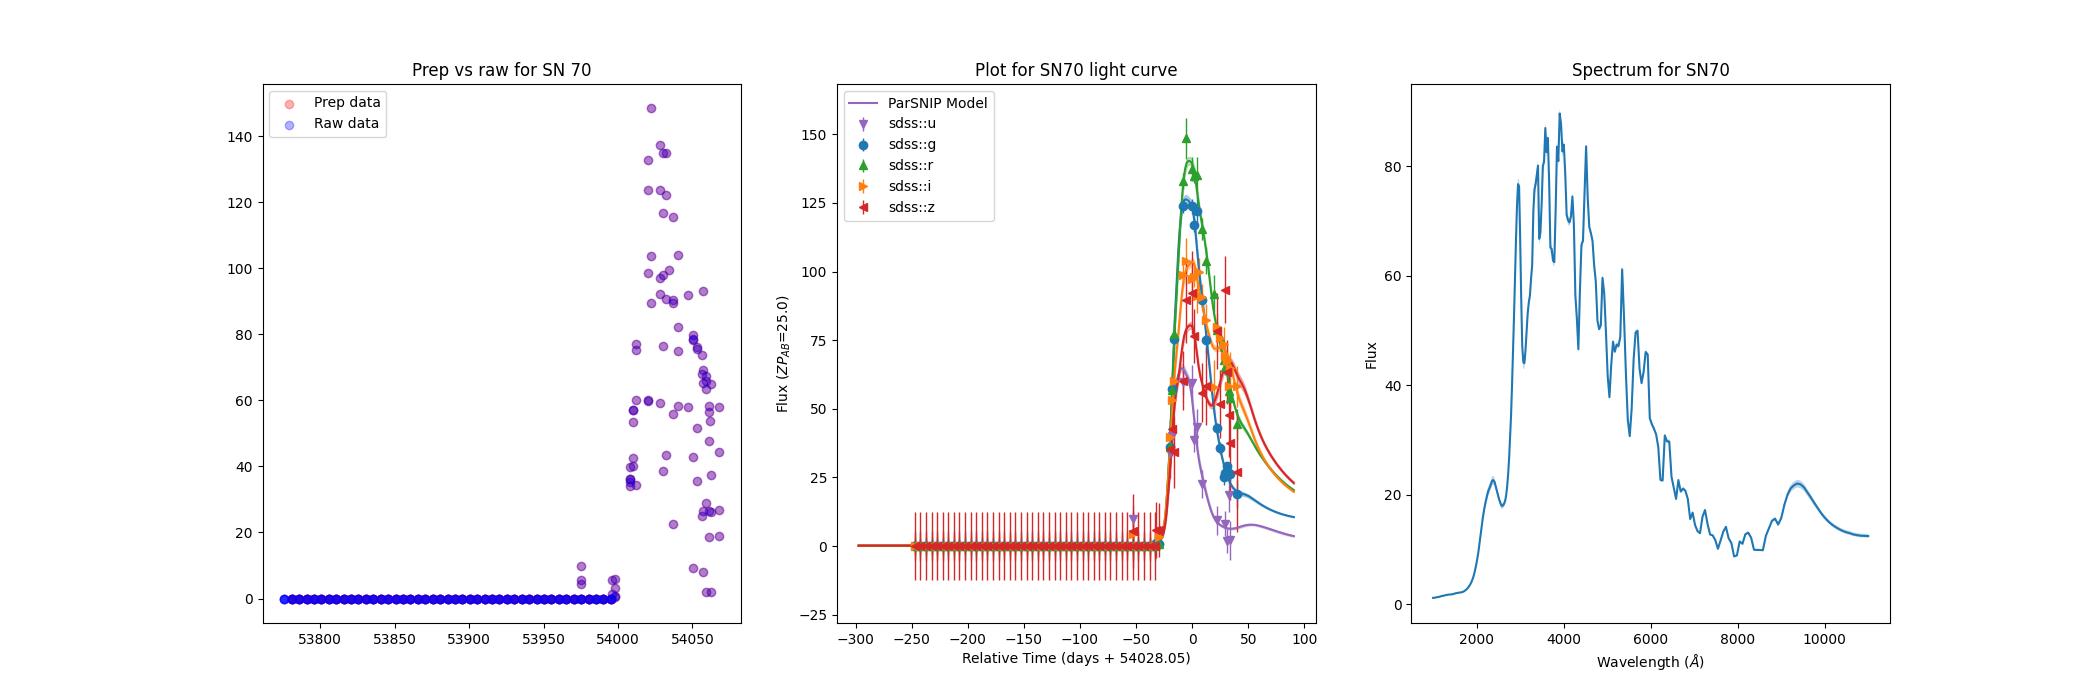 Prep vs raw for SN 70
Prep data
Raw data
140
120
100
80
60
40
20
0
53800
53850
53900
53950
54000
54050
Plot for SN70 light curve
ParSNIP Model
sdss::u
sdss::g
sdss::r
sdss::i
sdss::z
Flux (ZP_AB=25.0)
150
125
100
75
50
25
0
−25
−300
−250
−200
−150
−100
−50
0
50
100
Relative Time (days + 54028.05)
Spectrum for SN70
Flux
80
60
40
20
0
2000
4000
6000
8000
10000
Wavelength (Å)